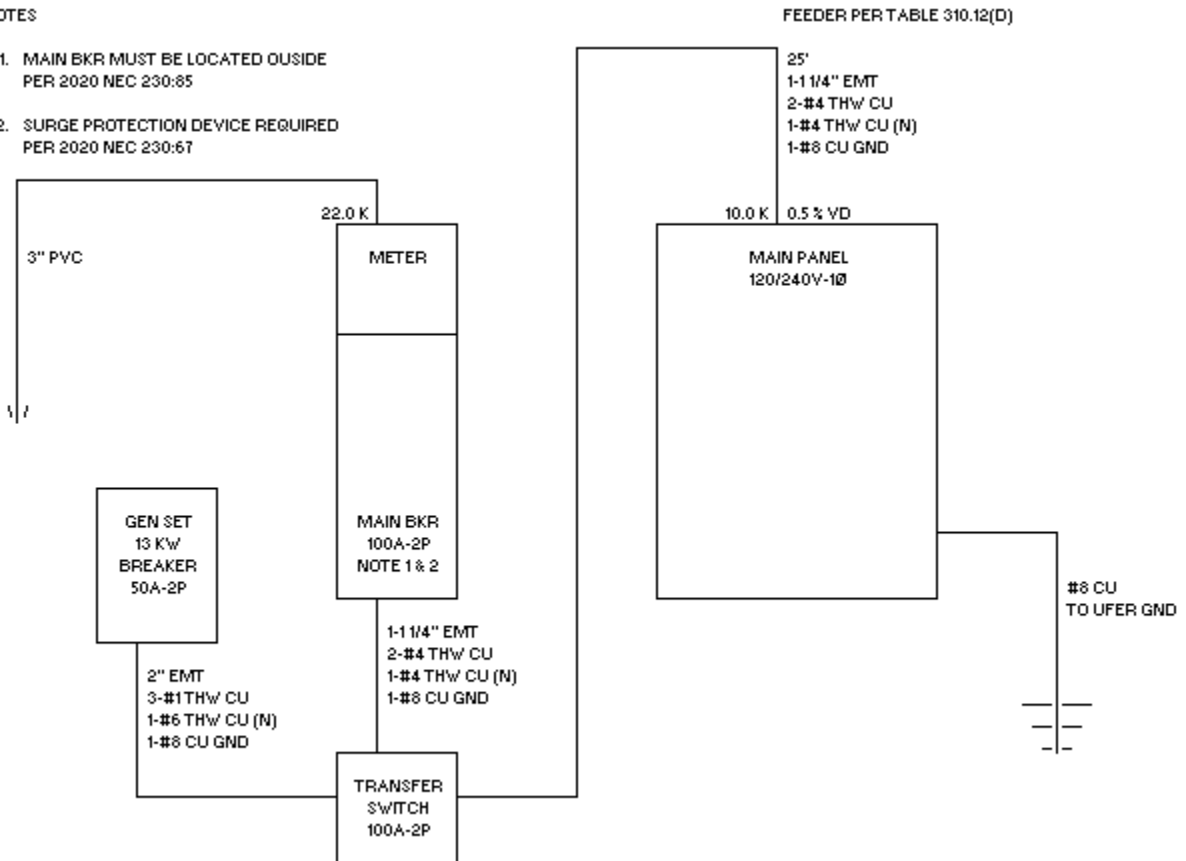 OTES
1. MAIN BKR MUST BE LOCATED OUSIDE
PER 2020 NEC 230:85
2. SURGE PROTECTION DEVICE REQUIRED
PER 2020 NEC 230:67
FEEDER PER TABLE 310.12(D)
25'
1-1 1/4" EMT
2-#4 THW CU
1-#4 THW CU (N)
1-#8 CU GND
22.0 K
3" PVC
METER
10.0 K
0.5 % VD
MAIN PANEL
120/240V-1Ø
GEN SET
13 KW
BREAKER
50A-2P
MAIN BKR
100A-2P
NOTE 1 & 2
#8 CU
TO UFER GND
1-1 1/4" EMT
2-#4 THW CU
1-#4 THW CU (N)
1-#8 CU GND
2" EMT
3-#1 THW CU
1-#6 THW CU (N)
1-#8 CU GND
TRANSFER
SWITCH
100A-2P